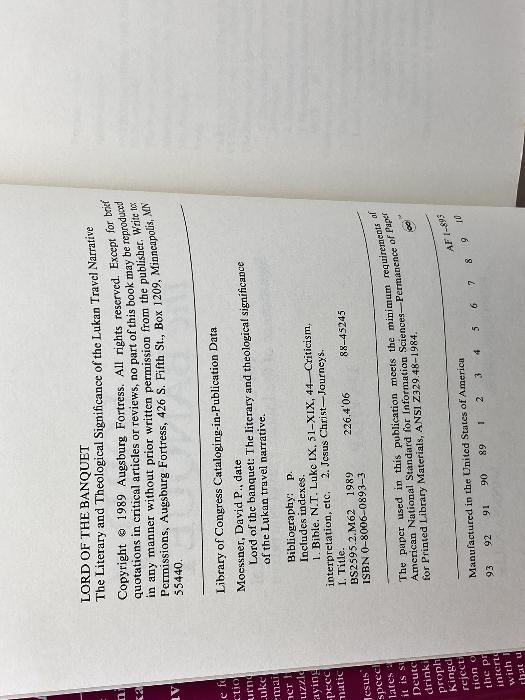 LORD OF THE BANQUET
The Literary and Theological Significance of the Lukan Travel Narrative
Copyright © 1989 Augsburg Fortress. All rights reserved. Except for brief
quotations in critical articles or reviews, no part of this book may be reproduced
in any manner without prior written permission from the publisher. Write to:
Permissions, Augsburg Fortress, 426 S. Fifth St., Box 1209, Minneapolis, MN
55440.
Library of Congress Cataloging-in-Publication Data
Moessner, David P., date
Lord of the banquet: The literary and theological significance
of the Lukan travel narrative.
Bibliography: p.
Includes indexes.
1. Bible. N.T. Luke IX, 51–XIX, 44—Criticism,
interpretation, etc. 2. Jesus Christ—Journeys.
I. Title.
BS2595.2.M62 1989 226.4'06 88-45245
ISBN 0-8006-0893-3
The paper used in this publication meets the minimum requirements of
American National Standard for Information Sciences—Permanence of Paper
for Printed Library Materials, ANSI Z329.48-1984.
Manufactured in the United States of America AF 1-893
93 92 91 90 89 1 2 3 4 5 6 7 8 9 10